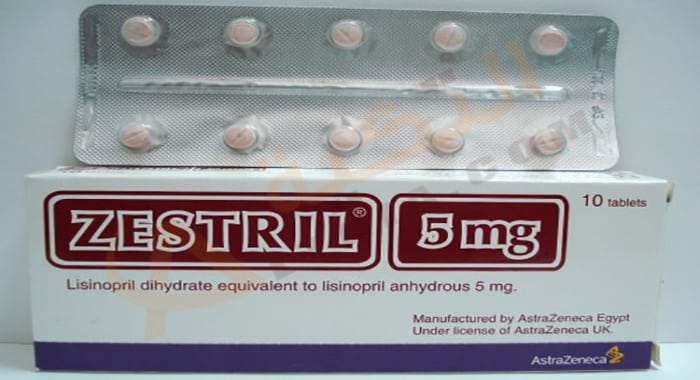 10 tablets
ZESTRIL® 5 mg
Lisinopril dihydrate equivalent to lisinopril anhydrous 5 mg.
Manufactured by AstraZeneca Egypt
Under license of AstraZeneca UK.
AstraZeneca